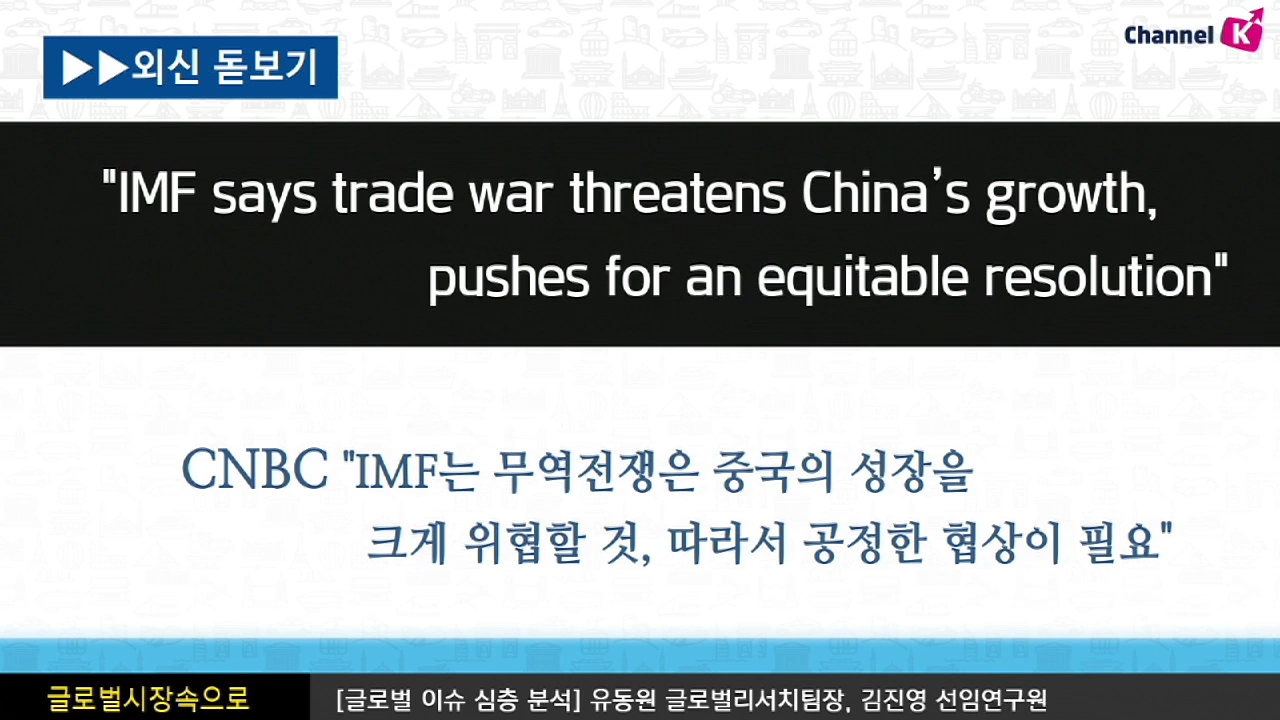 Channel K
▶▶외신 돋보기
"IMF says trade war threatens China’s growth,
pushes for an equitable resolution"
CNBC "IMF는 무역전쟁은 중국의 성장을
크게 위협할 것, 따라서 공정한 협상이 필요"
글로벌시장속으로
[글로벌 이슈 심층 분석] 유동원 글로벌리서치팀장, 김진영 선임연구원